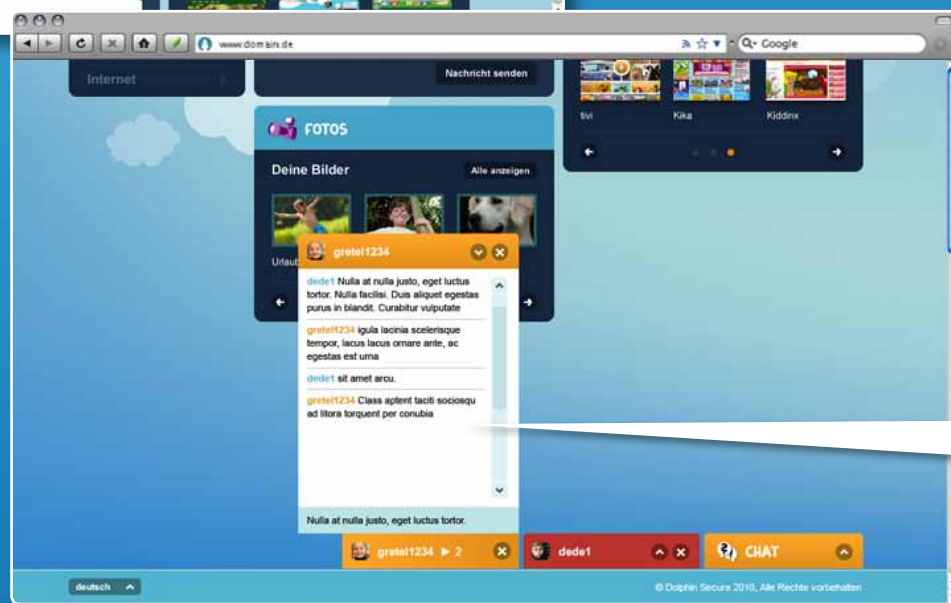 www.domain.de
Google
Internet
Nachricht senden
tivi
Kika
Kiddinx
FOTOS
Deine Bilder
Alle anzeigen
Urlaub
gretel1234
dede1 Nulla at nulla justo, eget luctus
tortor. Nulla facilisi. Duis aliquet egestas
purus in blandit. Curabitur vulputate
gretel1234 igula lacinia scelerisque
tempor, lacus lacus ornare ante, ac
egestas est urna
dede1 sit amet arcu.
gretel1234 Class aptent taciti sociosqu
ad litora torquent per conubia
Nulla at nulla justo, eget luctus tortor.
gretel1234 ▶ 2
dede1
CHAT
deutsch
© Dolphin Secure 2010, Alle Rechte vorbehalten